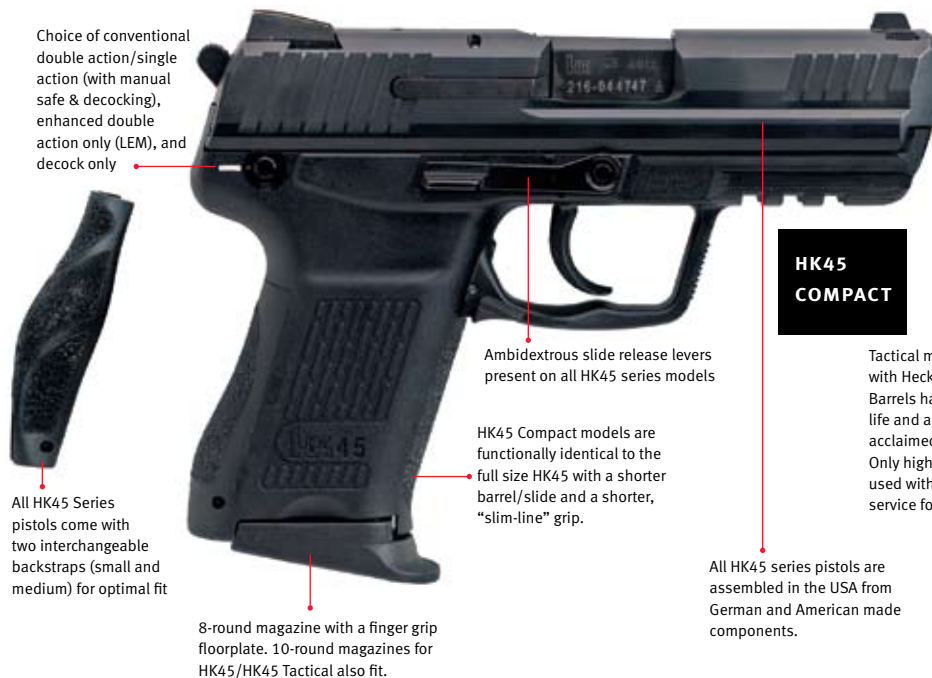 Choice of conventional
double action/single
action (with manual
safe & decocking),
enhanced double
action only (LEM), and
decock only
216-044747
HK45
COMPACT
Ambidextrous slide release levers
present on all HK45 series models
Tactical m
with Heck
Barrels ha
life and a
acclaimed
Only high
used with
service fo
HK45 Compact models are
functionally identical to the
full size HK45 with a shorter
barrel/slide and a shorter,
“slim-line” grip.
45
All HK45 Series
pistols come with
two interchangeable
backstraps (small and
medium) for optimal fit
All HK45 series pistols are
assembled in the USA from
German and American made
components.
8-round magazine with a finger grip
floorplate. 10-round magazines for
HK45/HK45 Tactical also fit.